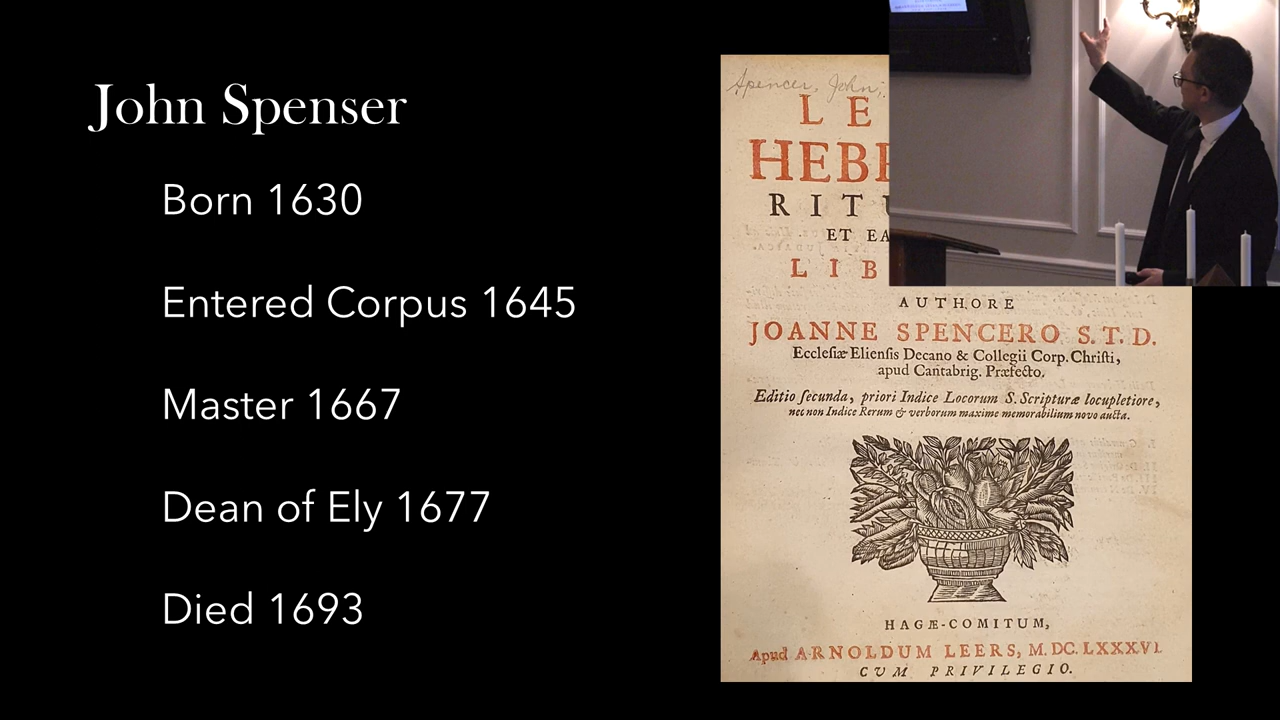 John Spenser
Born 1630
Entered Corpus 1645
Master 1667
Dean of Ely 1677
Died 1693
Spencer, John,
LE
HEB
RITU
ET EA
LIB
AUTHORE
JOANNE SPENCERO S. T. D.
Ecclesiæ Eliensis Decano & Collegii Corp. Christi,
apud Cantabrig. Præfecto.
Editio secunda, priori Indice Locorum S. Scripturæ locupletiore,
nec non Indice Rerum & verborum maxime memorabilium novo aucta.
HAGÆ-COMITUM,
Apud ARNOLDUM LEERS, M. DC. LXXXVI.
CVM PRIVILEGIO.